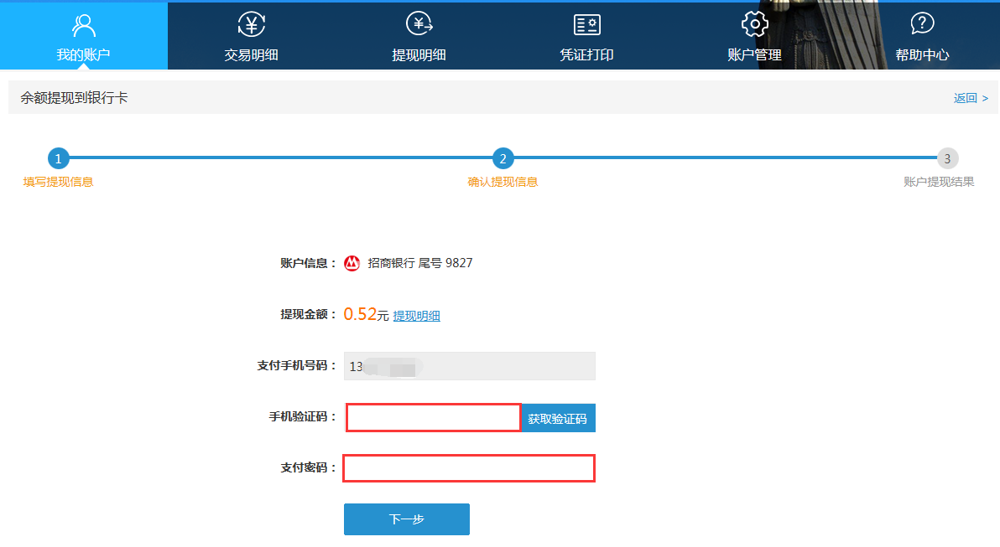 我的账户 交易明细 提现明细 凭证打印 账户管理 帮助中心
余额提现到银行卡 返回 >
1 2 3
填写提现信息 确认提现信息 账户提现结果
账户信息： 招商银行 尾号 9827
提现金额： 0.52元 提现明细
支付手机号码： 13
手机验证码： 获取验证码
支付密码：
下一步